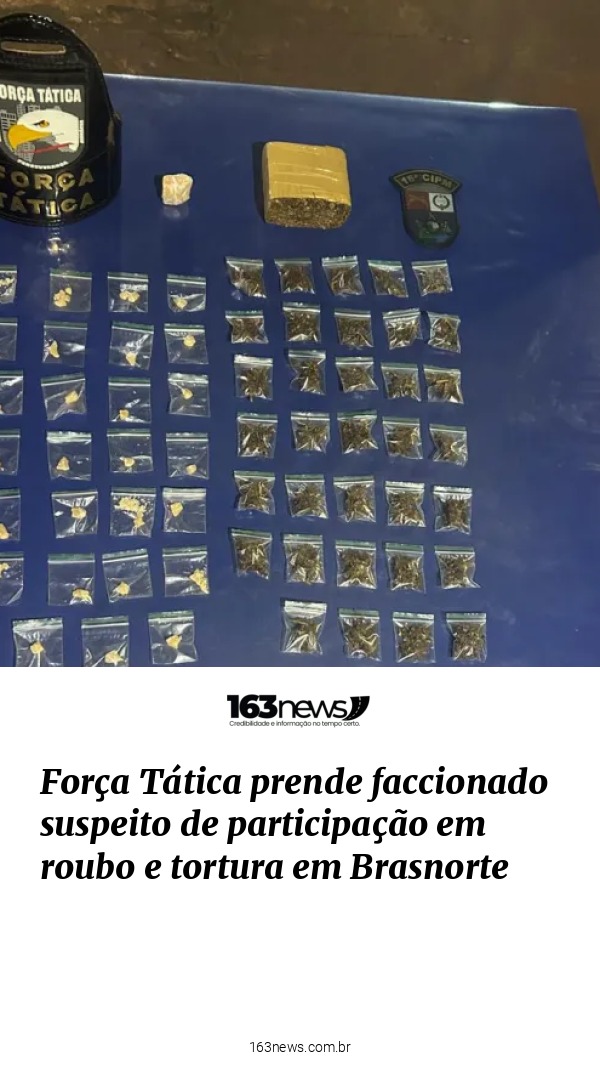 FORÇA TÁTICA
FORÇA
TÁTICA
CIPM
163news
Credibilidade e informação no tempo certo.
Força Tática prende faccionado
suspeito de participação em
roubo e tortura em Brasnorte
163news.com.br